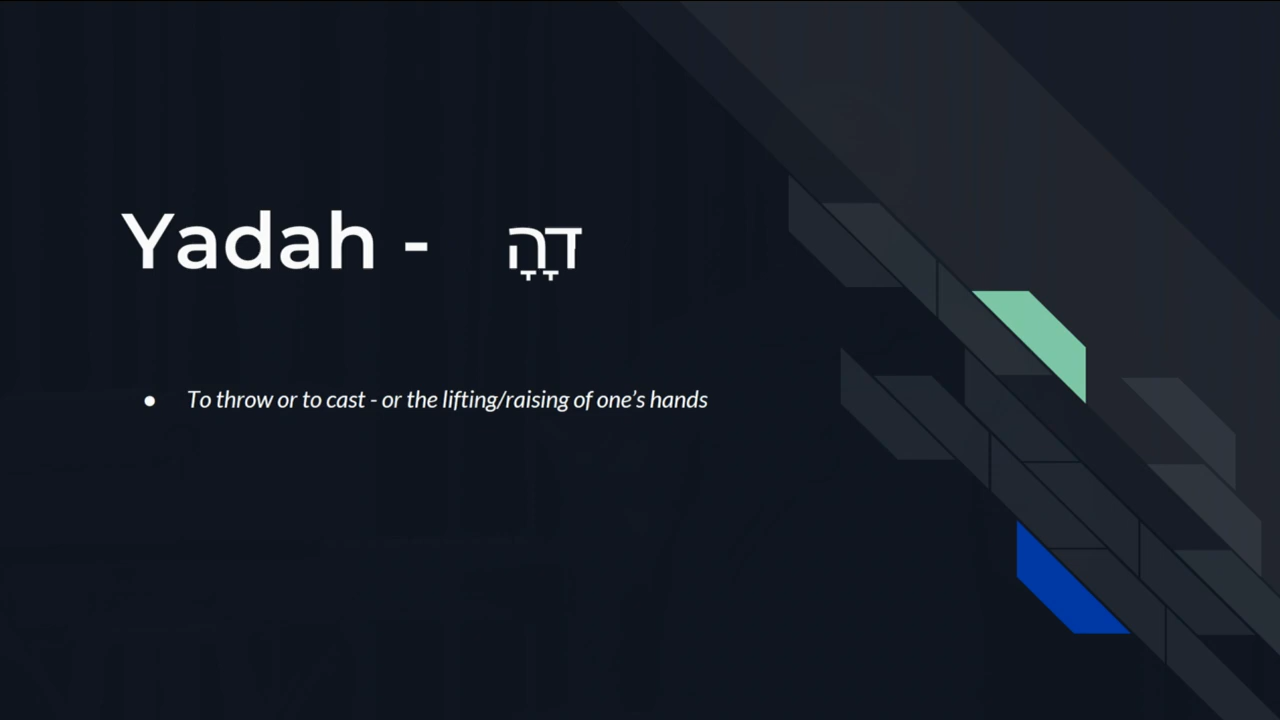 Yadah - דָהָ
● To throw or to cast - or the lifting/raising of one’s hands